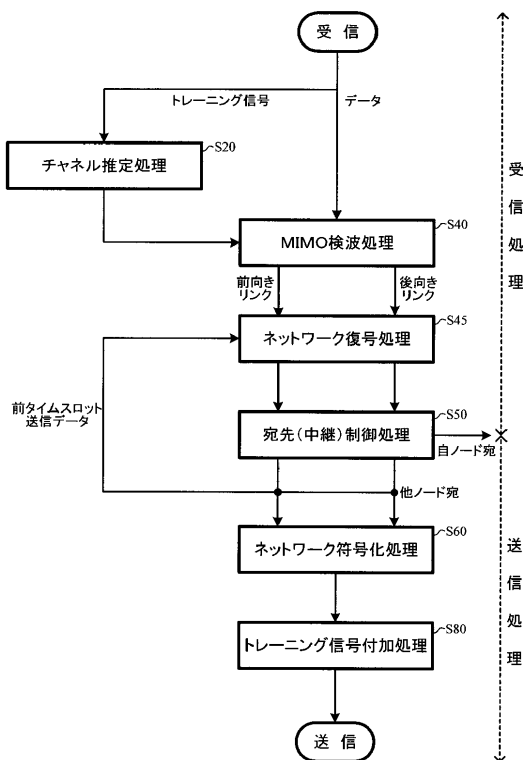 受 信
トレーニング信号
データ
S20
チャネル推定処理
S40
MIMO検波処理
前向き
リンク
後向き
リンク
S45
ネットワーク復号処理
前タイムスロット
送信データ
S50
宛先(中継)制御処理
自ノード宛
他ノード宛
S60
ネットワーク符号化処理
S80
トレーニング信号付加処理
送 信
受信処理
送信処理